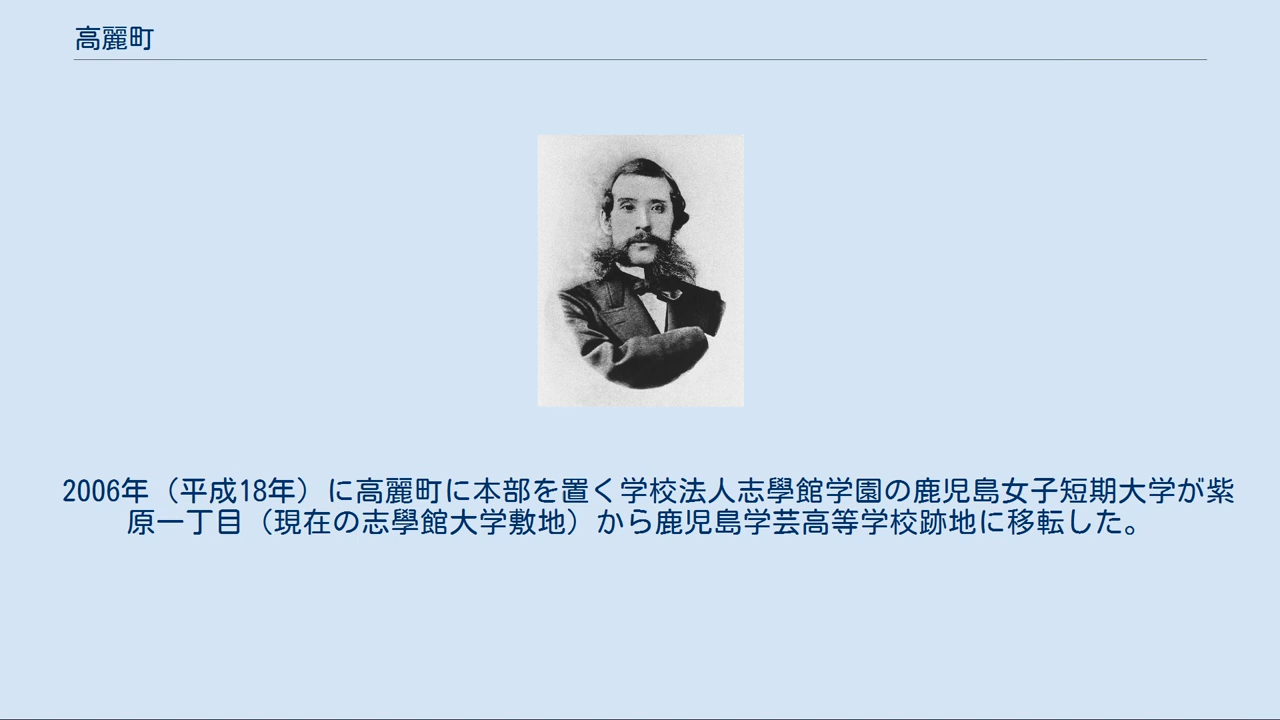 高麗町
2006年（平成18年）に高麗町に本部を置く学校法人志學館学園の鹿児島女子短期大学が紫
原一丁目（現在の志學館大学敷地）から鹿児島学芸高等学校跡地に移転した。